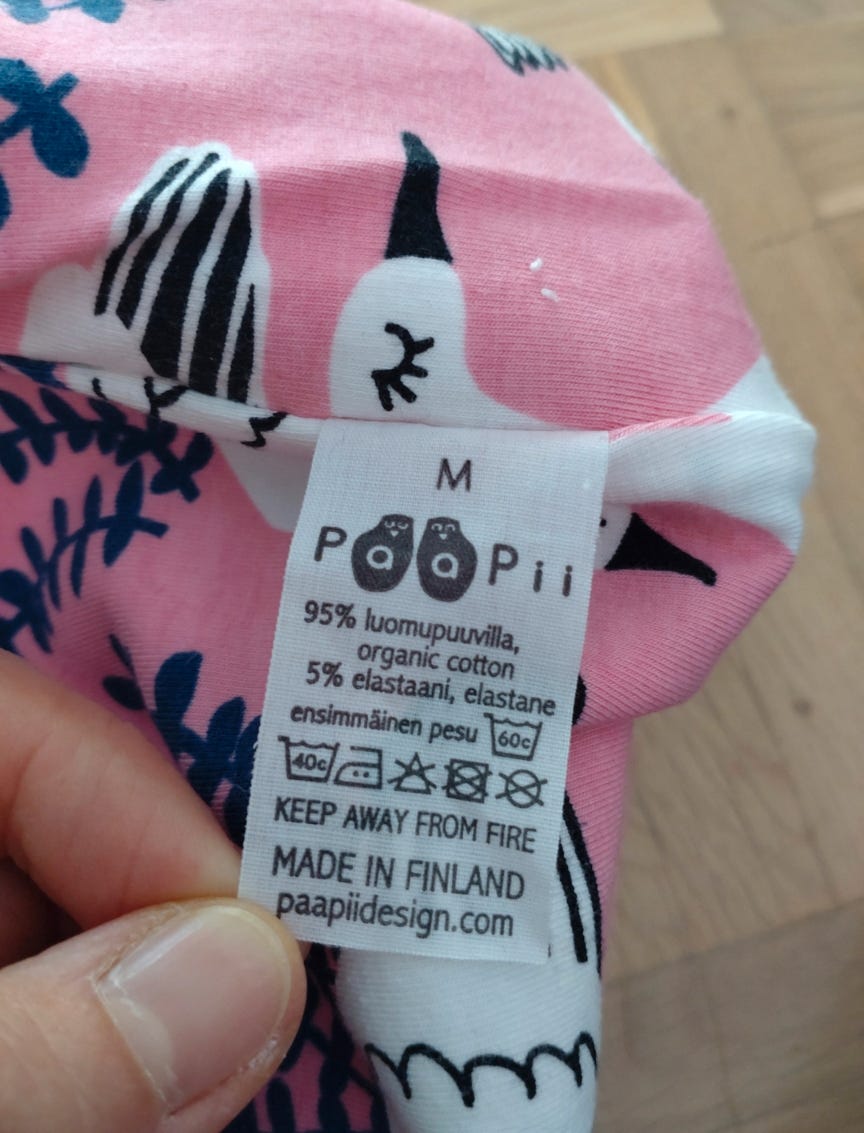 M
PaaPii
95% luomupuuvilla,
organic cotton
5% elastaani, elastane
ensimmäinen pesu 60c
40c
KEEP AWAY FROM FIRE
MADE IN FINLAND
paapiidesign.com